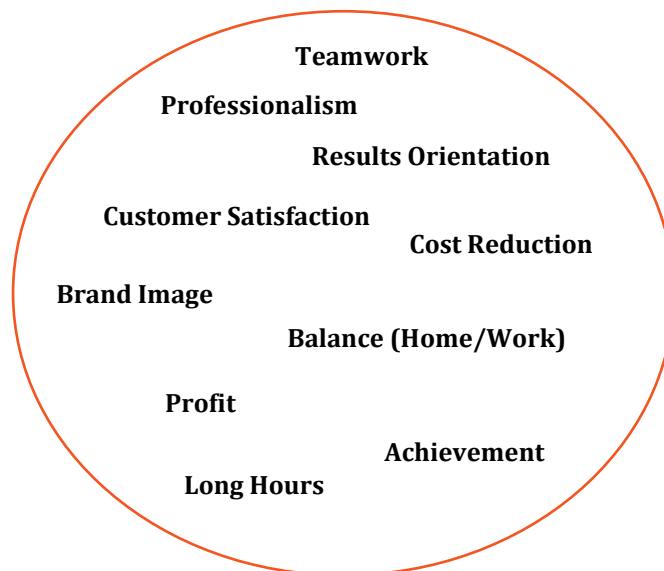 Teamwork
Professionalism
Results Orientation
Customer Satisfaction
Cost Reduction
Brand Image
Balance (Home/Work)
Profit
Achievement
Long Hours